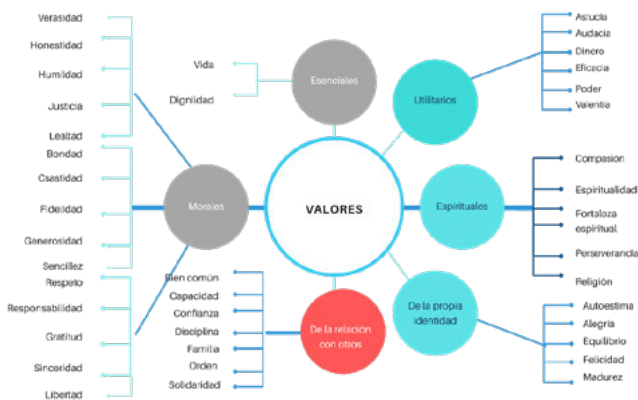 Verasidad
Honestidad
Humildad
Justicia
Lealtad
Bondad
Csastidad
Fidelidad
Generosidad
Sencillez
Respeto
Responsabilidad
Gratitud
Sinceridad
Libertad
Morales
Vida
Dignidad
Esenciales
VALORES
Bien común
Capacidad
Confianza
Disciplina
Familia
Orden
Solidaridad
De la relación
con otros
Utilitarios
Astucia
Audacia
Dinero
Eficacia
Poder
Valentía
Espirituales
Compasión
Espiritualidad
Fortaleza
espiritual
Perseverancia
Religión
De la propia
identidad
Autoestima
Alegría
Equilibrio
Felicidad
Madurez